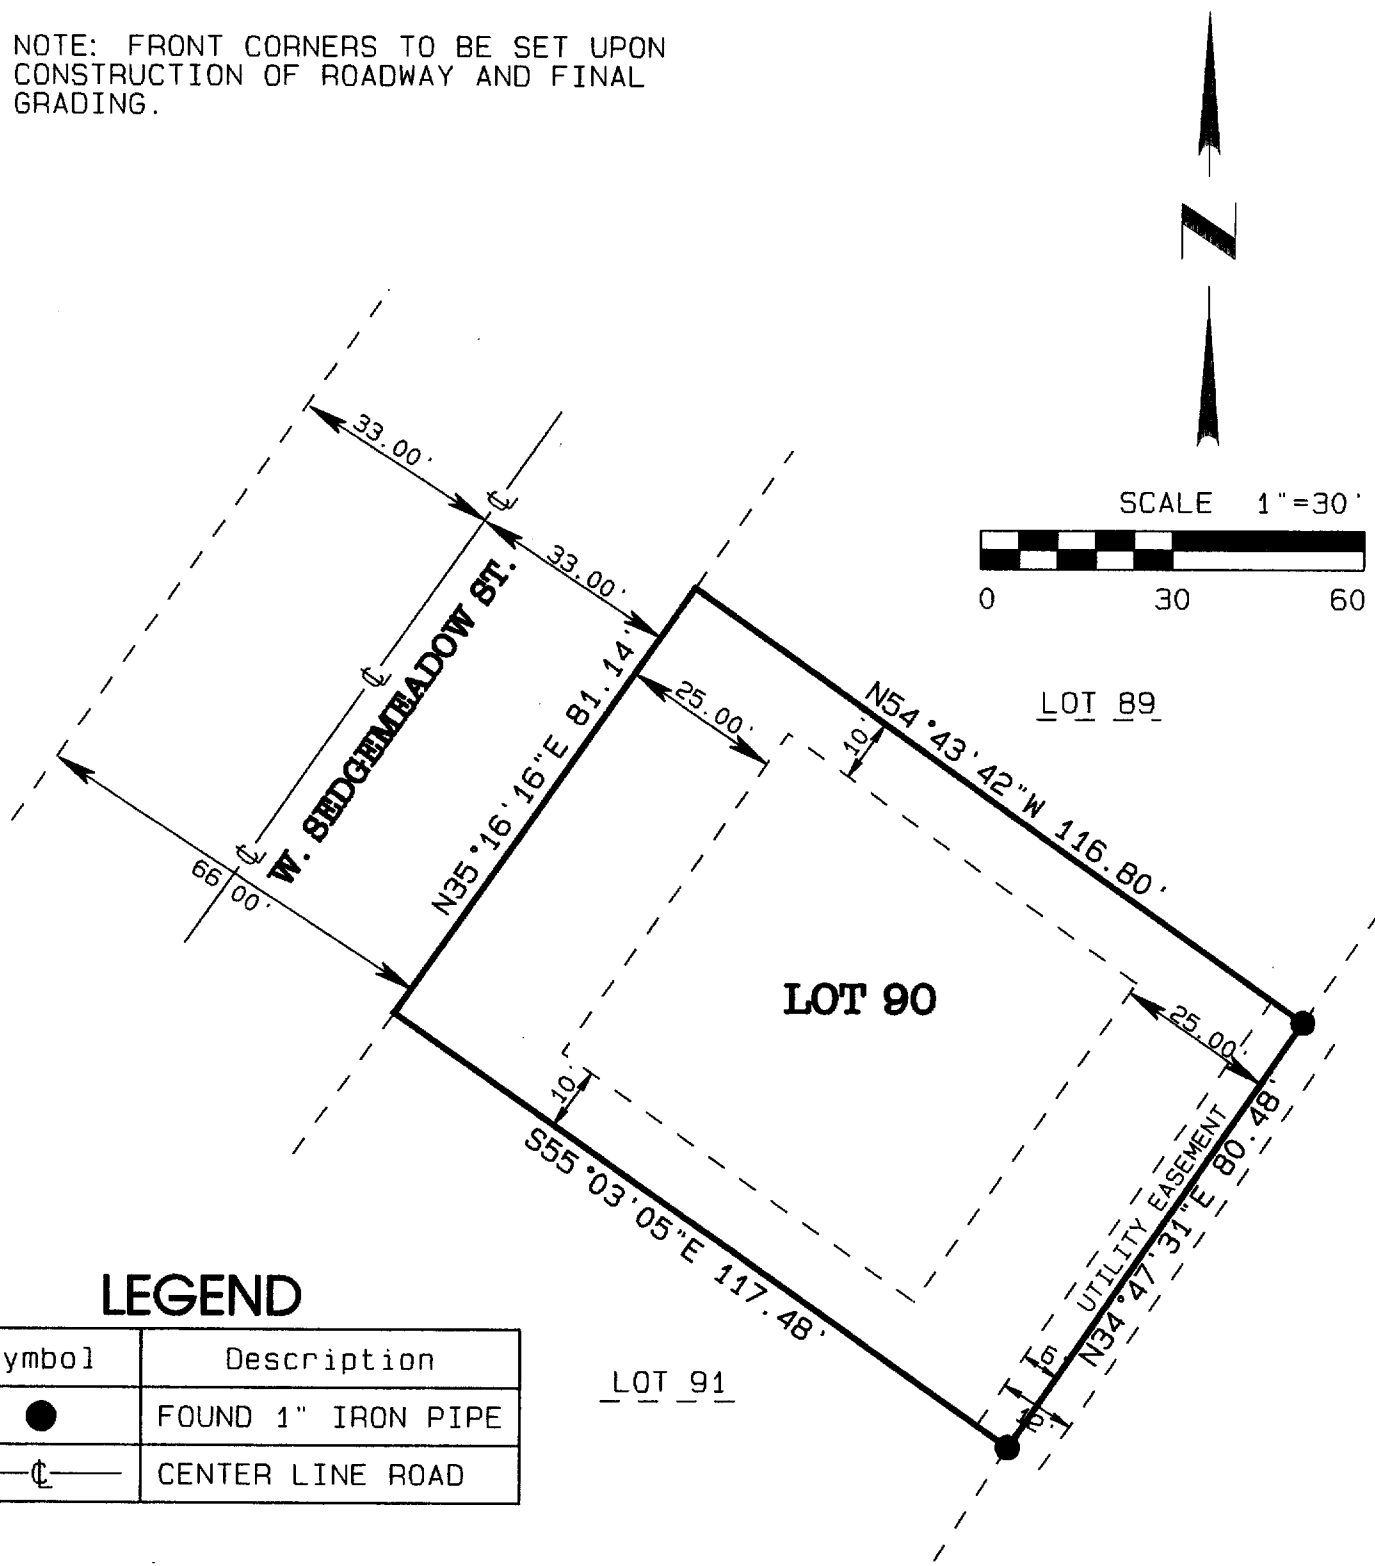 NOTE: FRONT CORNERS TO BE SET UPON
CONSTRUCTION OF ROADWAY AND FINAL
GRADING.
SCALE 1"=30'
0 30 60
33.00'
33.00'
66.00'
W. SEDGEMEADOW ST.
N35°16'16"E 81.14'
25.00'
10'
N54°43'42"W 116.80'
LOT 89
LOT 90
25.00'
10'
S55°03'05"E 117.48'
UTILITY EASEMENT
N34°47'31"E 80.48'
6'
LOT 91
LEGEND
ymbol Description
FOUND 1" IRON PIPE
℄ CENTER LINE ROAD